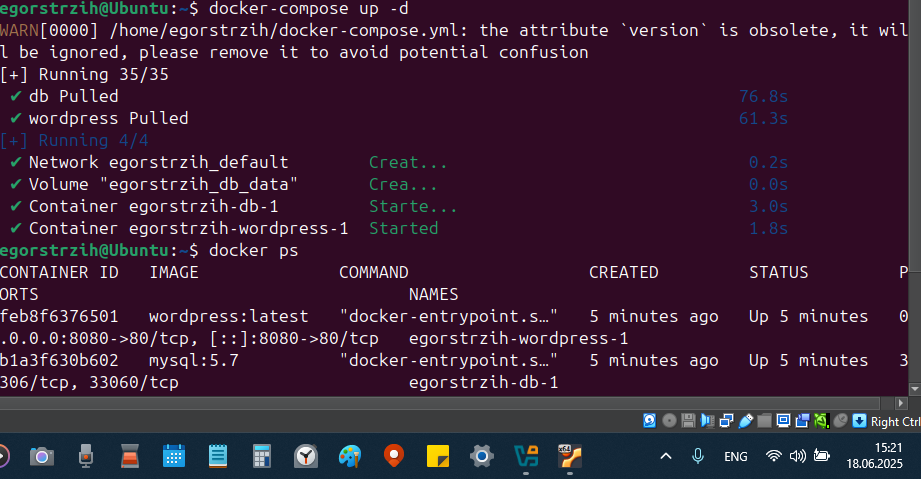 egorstrzih@Ubuntu:~$ docker-compose up -d
WARN[0000] /home/egorstrzih/docker-compose.yml: the attribute `version` is obsolete, it wil
l be ignored, please remove it to avoid potential confusion
[+] Running 35/35
✔ db Pulled 76.8s
✔ wordpress Pulled 61.3s
[+] Running 4/4
✔ Network egorstrzih_default Creat... 0.2s
✔ Volume "egorstrzih_db_data" Crea... 0.0s
✔ Container egorstrzih-db-1 Starte... 3.0s
✔ Container egorstrzih-wordpress-1 Started 1.8s
egorstrzih@Ubuntu:~$ docker ps
CONTAINER ID IMAGE COMMAND CREATED STATUS P
ORTS NAMES
feb8f6376501 wordpress:latest "docker-entrypoint.s…" 5 minutes ago Up 5 minutes 0
.0.0.0:8080->80/tcp, [::]:8080->80/tcp egorstrzih-wordpress-1
b1a3f630b602 mysql:5.7 "docker-entrypoint.s…" 5 minutes ago Up 5 minutes 3
306/tcp, 33060/tcp egorstrzih-db-1
Right Ctrl
ENG
15:21
18.06.2025